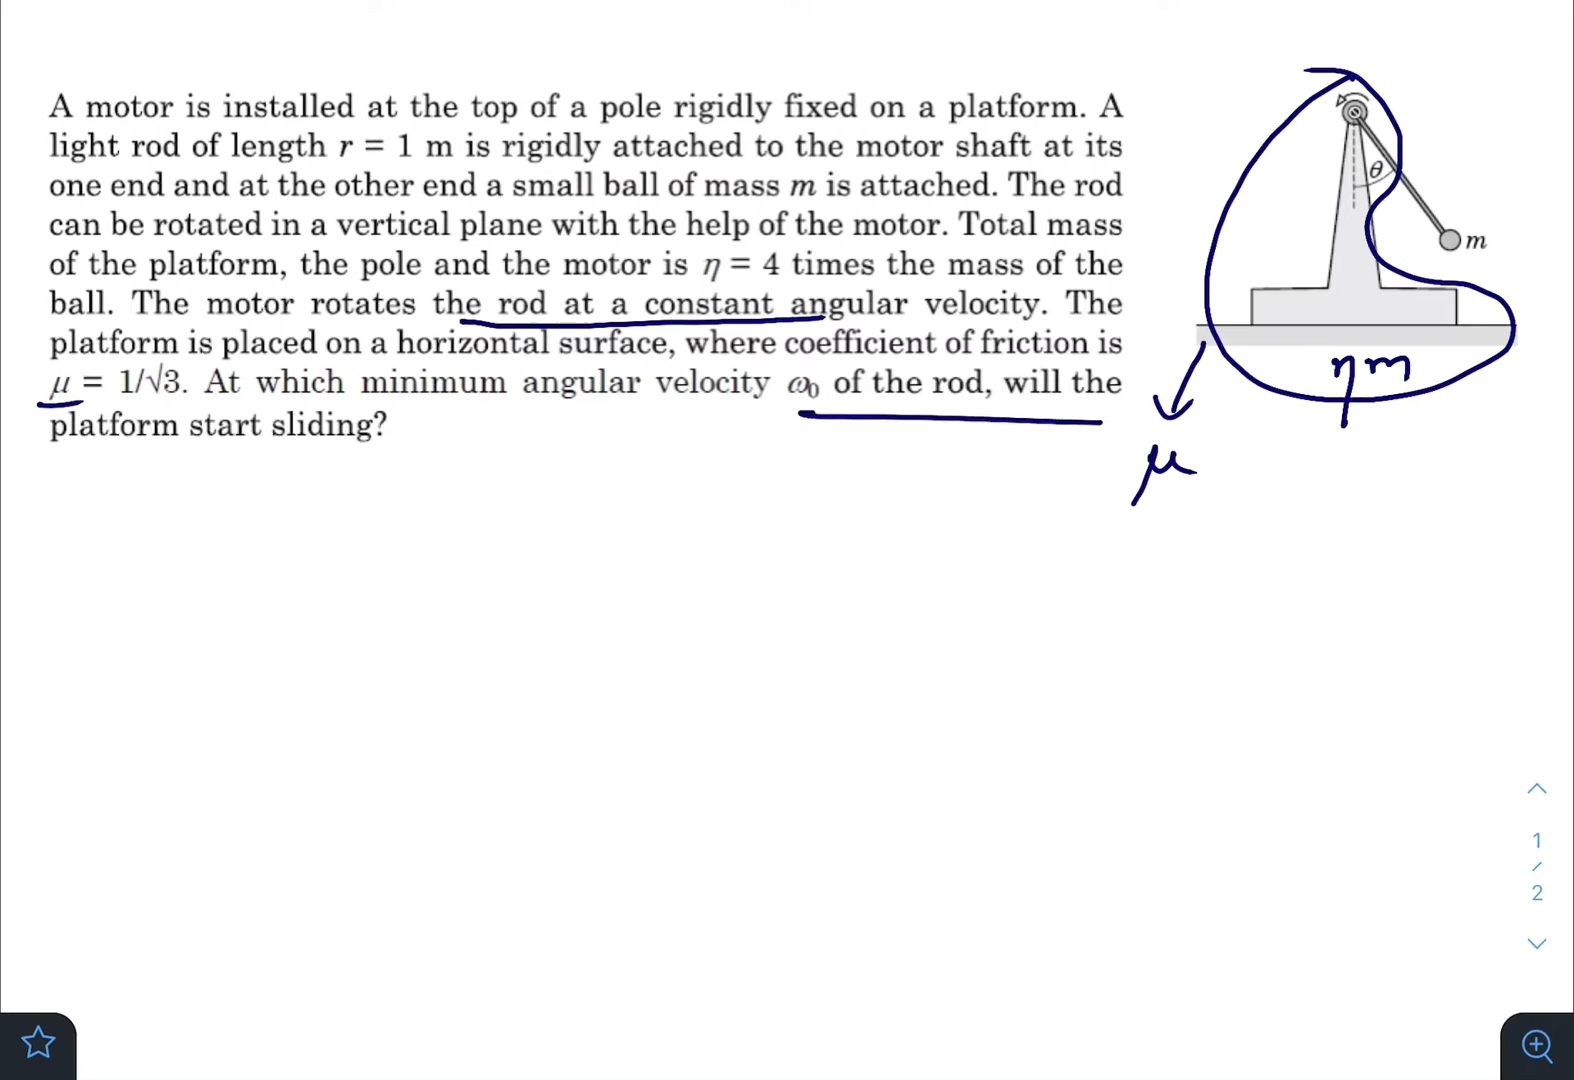 A motor is installed at the top of a pole rigidly fixed on a platform. A
light rod of length r = 1 m is rigidly attached to the motor shaft at its
one end and at the other end a small ball of mass m is attached. The rod
can be rotated in a vertical plane with the help of the motor. Total mass
of the platform, the pole and the motor is η = 4 times the mass of the
ball. The motor rotates the rod at a constant angular velocity. The
platform is placed on a horizontal surface, where coefficient of friction is
μ = 1/√3. At which minimum angular velocity ω₀ of the rod, will the
platform start sliding?
θ
m
ηm
μ
1
/
2